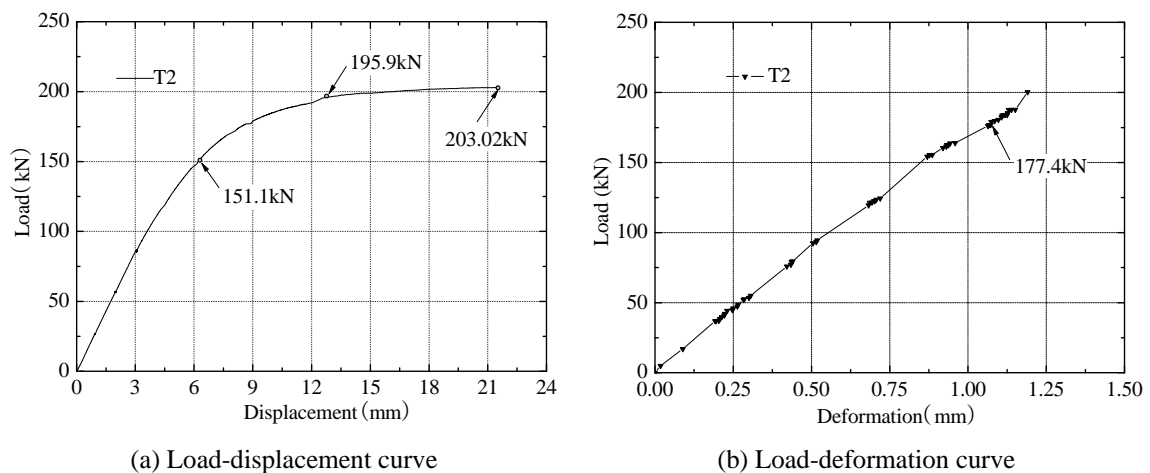 250
200
150
100
50
0
Load( kN)
T2
195.9kN
203.02kN
151.1kN
0 3 6 9 12 15 18 21 24
Displacement(mm)
(a) Load-displacement curve
250
200
150
100
50
0
Load (kN)
T2
177.4kN
0.00 0.25 0.50 0.75 1.00 1.25 1.50
Deformation( mm)
(b) Load-deformation curve